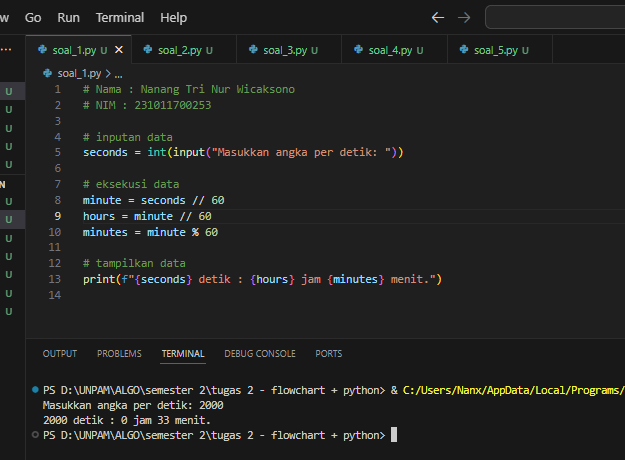 w Go Run Terminal Help
soal_1.py U soal_2.py U soal_3.py U soal_4.py U soal_5.py U
soal_1.py > ...
1 # Nama : Nanang Tri Nur Wicaksono
2 # NIM : 231011700253
3
4 # inputan data
5 seconds = int(input("Masukkan angka per detik: "))
6
7 # eksekusi data
8 minute = seconds // 60
9 hours = minute // 60
10 minutes = minute % 60
11
12 # tampilkan data
13 print(f"{seconds} detik : {hours} jam {minutes} menit.")
14
U
U
U
U
U
N
U
U
U
U
U
U
U
OUTPUT PROBLEMS TERMINAL DEBUG CONSOLE PORTS
PS D:\UNPAM\ALGO\semester 2\tugas 2 - flowchart + python> & C:/Users/Nanx/AppData/Local/Programs/
Masukkan angka per detik: 2000
2000 detik : 0 jam 33 menit.
PS D:\UNPAM\ALGO\semester 2\tugas 2 - flowchart + python>